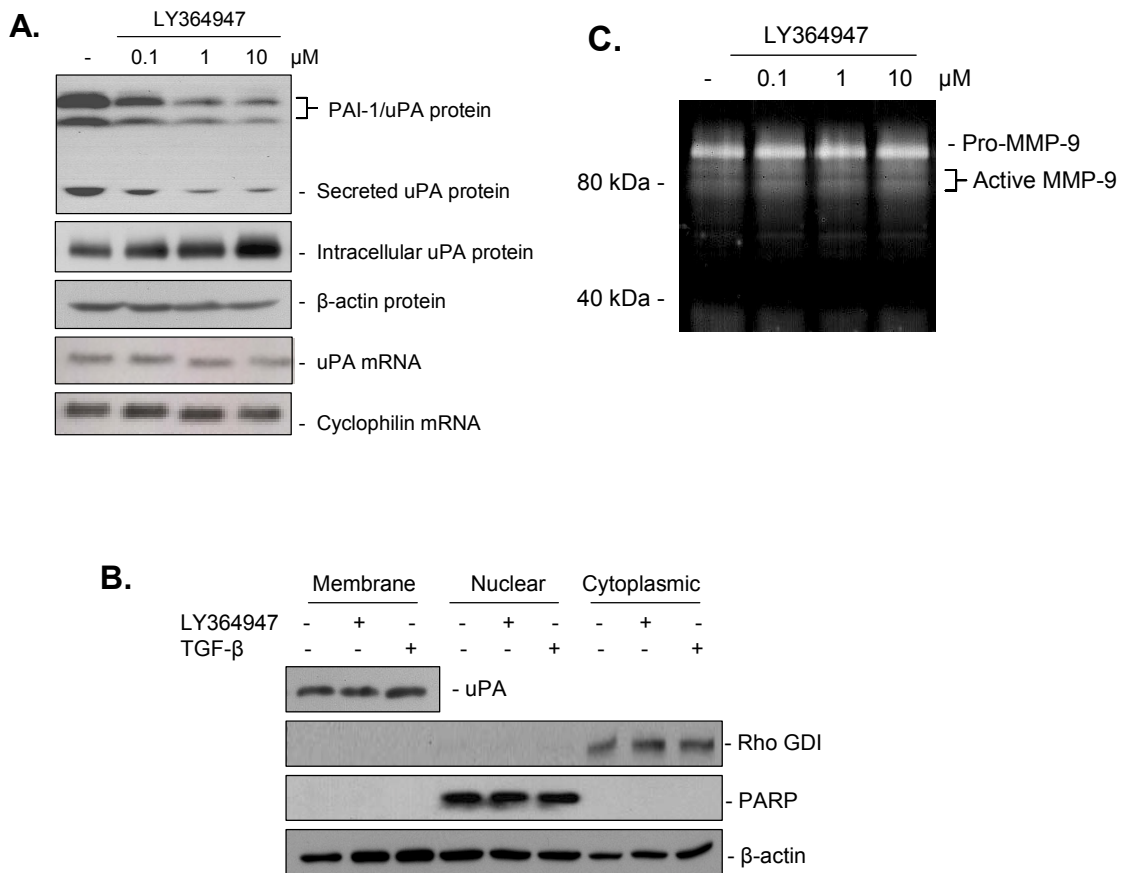 A.
LY364947
- 0.1 1 10 µM
PAI-1/uPA protein
- Secreted uPA protein
- Intracellular uPA protein
- β-actin protein
- uPA mRNA
- Cyclophilin mRNA
C.
LY364947
- 0.1 1 10 µM
- Pro-MMP-9
80 kDa -
Active MMP-9
40 kDa -
B.
Membrane Nuclear Cytoplasmic
LY364947 - + - - + - - + -
TGF-β - - + - - + - - +
- uPA
- Rho GDI
- PARP
- β-actin